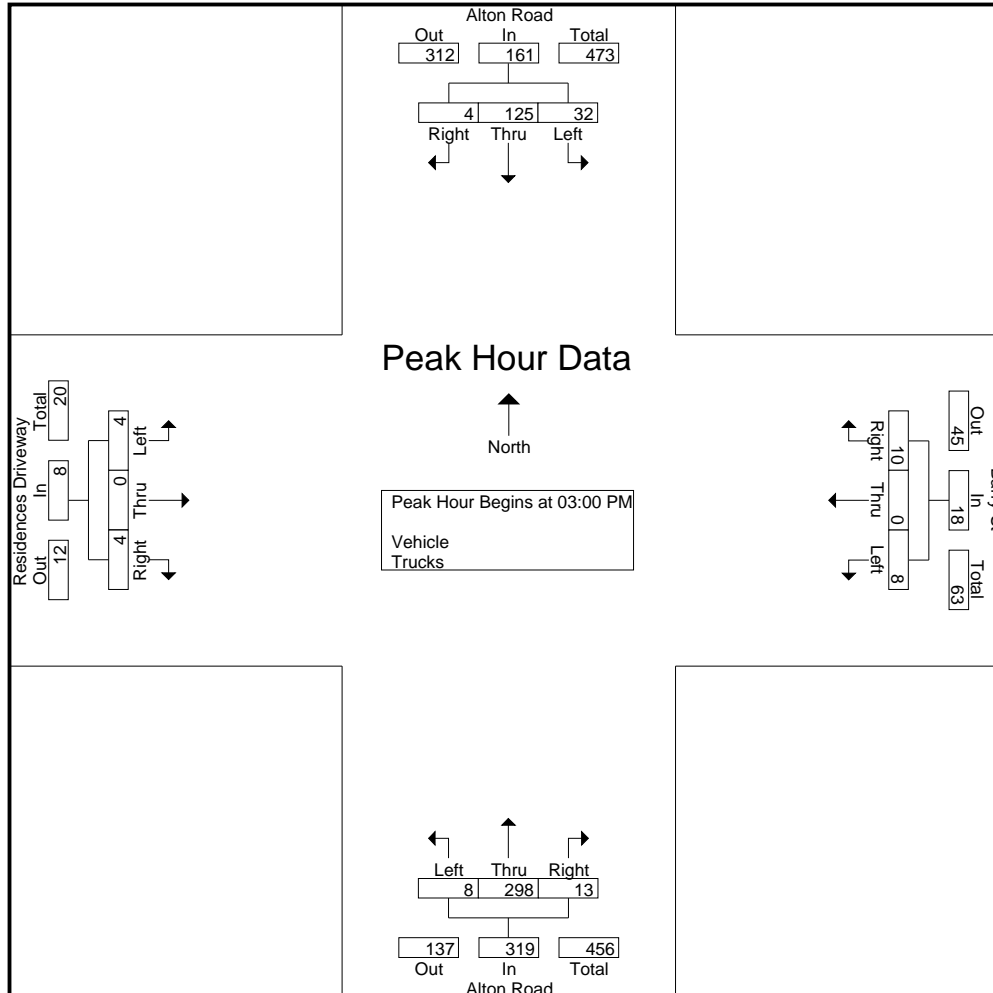 Alton Road
Out In Total
312 161 473
4 125 32
Right Thru Left
Peak Hour Data
North
Peak Hour Begins at 03:00 PM
Vehicle
Trucks
Residences Driveway
Out In Total
12 8 20
4 0 4
Left Thru Right
Right Thru Left
10 0 8
Out In Total
45 18 63
Left Thru Right
8 298 13
137 319 456
Out In Total
Alton Road